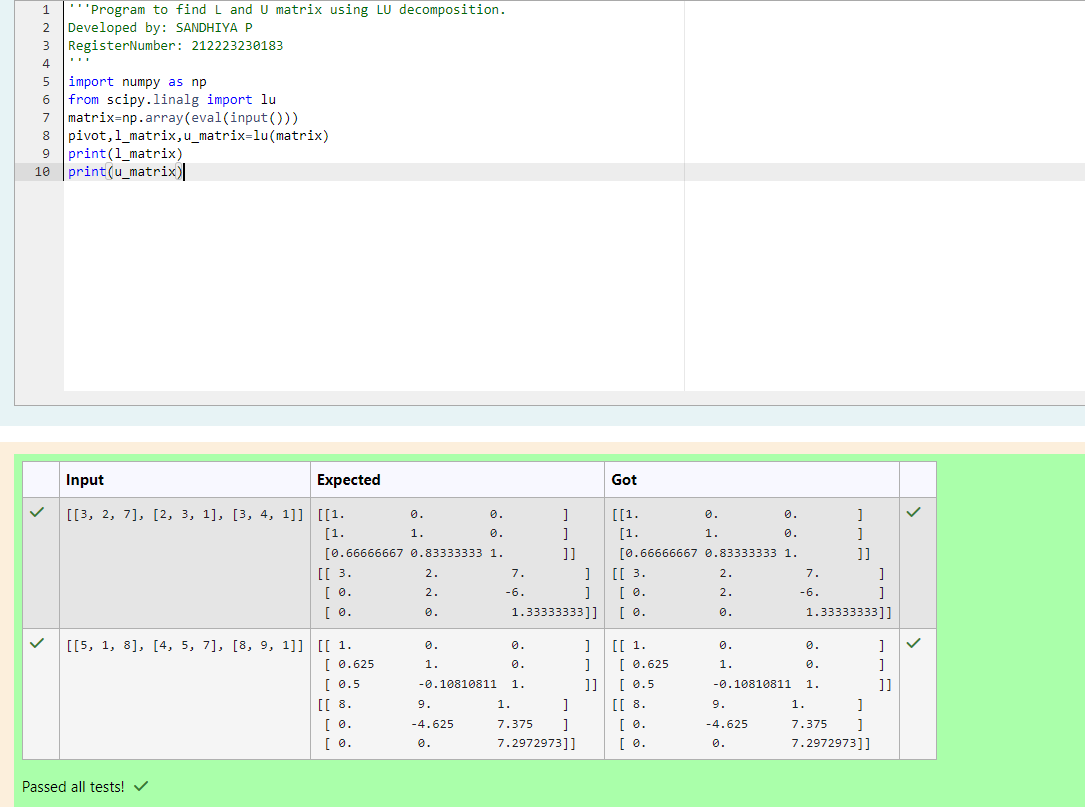 1 '''Program to find L and U matrix using LU decomposition.
2 Developed by: SANDHIYA P
3 RegisterNumber: 212223230183
4 '''
5 import numpy as np
6 from scipy.linalg import lu
7 matrix=np.array(eval(input()))
8 pivot,l_matrix,u_matrix=lu(matrix)
9 print(l_matrix)
10 print(u_matrix)
Input Expected Got
[[3, 2, 7], [2, 3, 1], [3, 4, 1]] [[1. 0. 0. ] [[1. 0. 0. ]
[1. 1. 0. ] [1. 1. 0. ]
[0.66666667 0.83333333 1. ]] [0.66666667 0.83333333 1. ]]
[[ 3. 2. 7. ] [[ 3. 2. 7. ]
[ 0. 2. -6. ] [ 0. 2. -6. ]
[ 0. 0. 1.33333333]] [ 0. 0. 1.33333333]]
[[5, 1, 8], [4, 5, 7], [8, 9, 1]] [[ 1. 0. 0. ] [[ 1. 0. 0. ]
[ 0.625 1. 0. ] [ 0.625 1. 0. ]
[ 0.5 -0.10810811 1. ]] [ 0.5 -0.10810811 1. ]]
[[ 8. 9. 1. ] [[ 8. 9. 1. ]
[ 0. -4.625 7.375 ] [ 0. -4.625 7.375 ]
[ 0. 0. 7.2972973]] [ 0. 0. 7.2972973]]
Passed all tests!